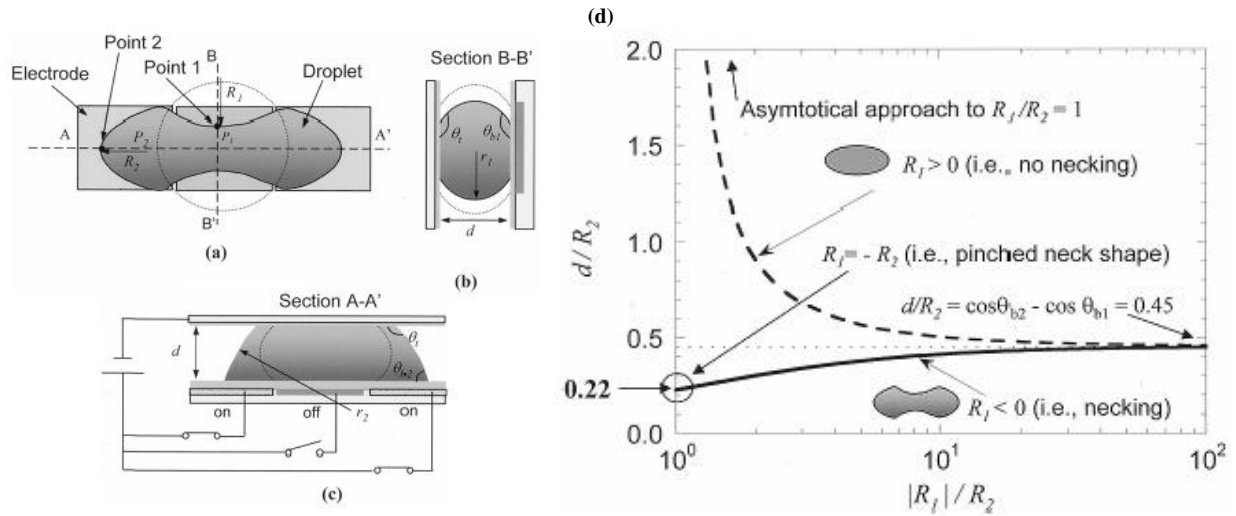 (d)
Point 2
Point 1
B
Section B-B'
Electrode
R1
Droplet
A
P2
P1
A'
R2
B'
(a)
θt
θb1
r1
d
(b)
Section A-A'
d
θt
θb2
on
off
r2
on
(c)
2.0
1.5
1.0
0.5
0.0
d/R2
Asymtotical approach to R1/R2 = 1
R1 > 0 (i.e., no necking)
R1 = - R2 (i.e., pinched neck shape)
d/R2 = cosθb2 - cos θb1 = 0.45
0.22
R1 < 0 (i.e., necking)
10^0
10^1
10^2
|R1| / R2